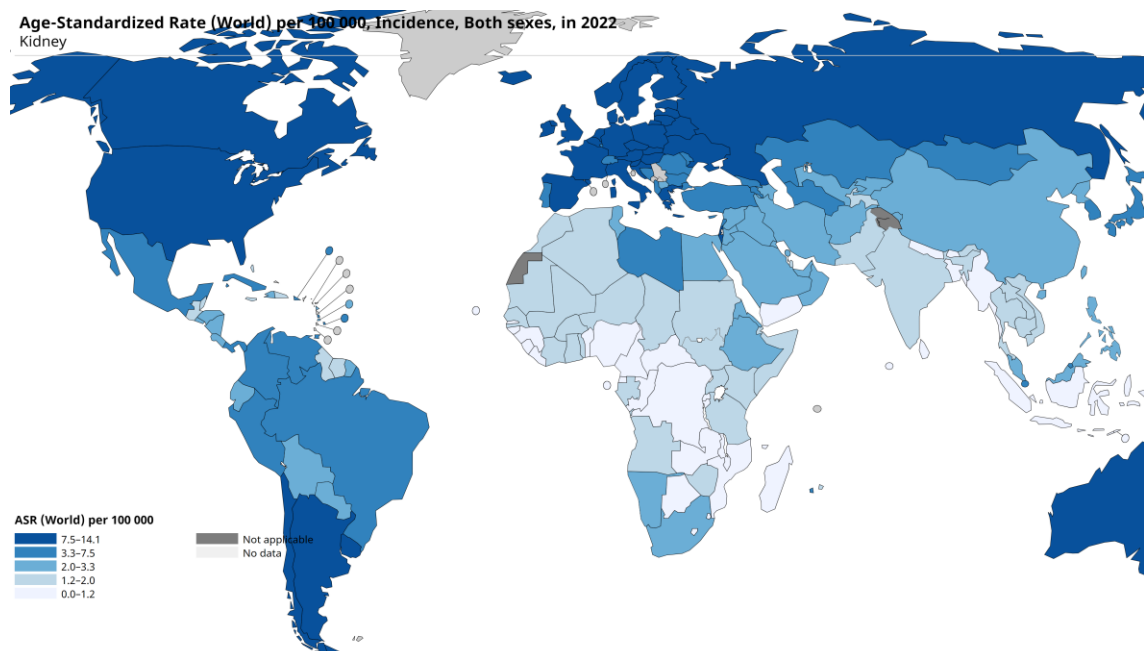 Age-Standardized Rate (World) per 100 000, Incidence, Both sexes, in 2022
Kidney
ASR (World) per 100 000
7.5–14.1
3.3–7.5
2.0–3.3
1.2–2.0
0.0–1.2
Not applicable
No data